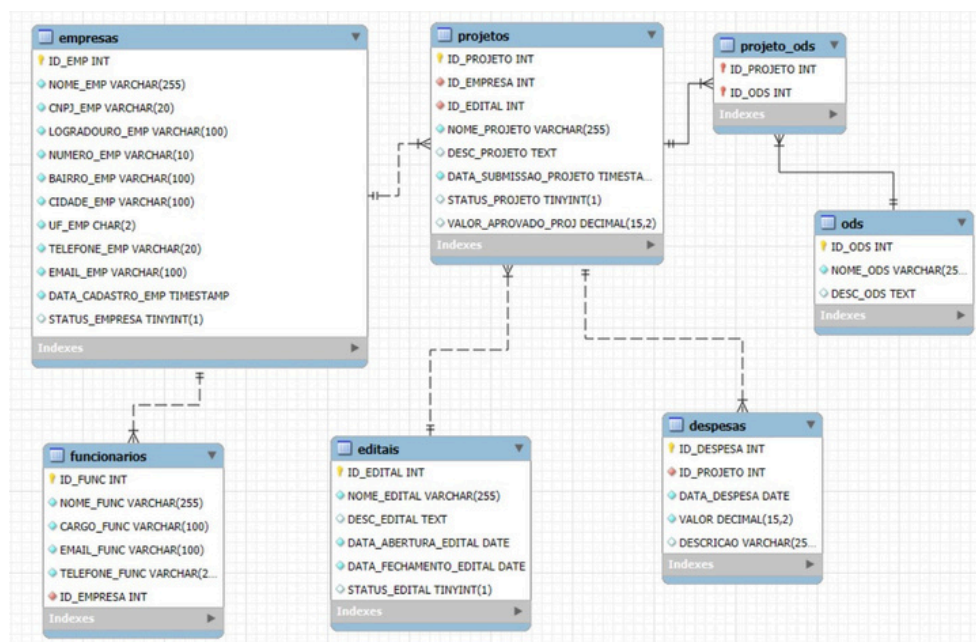 empresas
ID_EMP INT
NOME_EMP VARCHAR(255)
CNPJ_EMP VARCHAR(20)
LOGRADOURO_EMP VARCHAR(100)
NUMERO_EMP VARCHAR(10)
BAIRRO_EMP VARCHAR(100)
CIDADE_EMP VARCHAR(100)
UF_EMP CHAR(2)
TELEFONE_EMP VARCHAR(20)
EMAIL_EMP VARCHAR(100)
DATA_CADASTRO_EMP TIMESTAMP
STATUS_EMPRESA TINYINT(1)
Indexes
projetos
ID_PROJETO INT
ID_EMPRESA INT
ID_EDITAL INT
NOME_PROJETO VARCHAR(255)
DESC_PROJETO TEXT
DATA_SUBMISSAO_PROJETO TIMESTA...
STATUS_PROJETO TINYINT(1)
VALOR_APROVADO_PROJ DECIMAL(15,2)
Indexes
projeto_ods
ID_PROJETO INT
ID_ODS INT
Indexes
ods
ID_ODS INT
NOME_ODS VARCHAR(25...
DESC_ODS TEXT
Indexes
funcionarios
ID_FUNC INT
NOME_FUNC VARCHAR(255)
CARGO_FUNC VARCHAR(100)
EMAIL_FUNC VARCHAR(100)
TELEFONE_FUNC VARCHAR(2...
ID_EMPRESA INT
Indexes
editais
ID_EDITAL INT
NOME_EDITAL VARCHAR(255)
DESC_EDITAL TEXT
DATA_ABERTURA_EDITAL DATE
DATA_FECHAMENTO_EDITAL DATE
STATUS_EDITAL TINYINT(1)
Indexes
despesas
ID_DESPESA INT
ID_PROJETO INT
DATA_DESPESA DATE
VALOR DECIMAL(15,2)
DESCRICAO VARCHAR(25...
Indexes